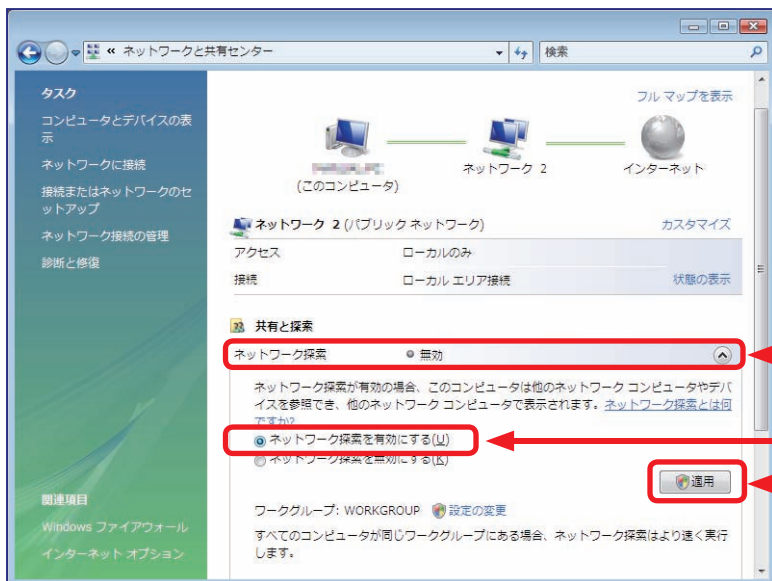 « ネットワークと共有センター
検索
タスク
コンピュータとデバイスの表
示
ネットワークに接続
接続またはネットワークのセ
ットアップ
ネットワーク接続の管理
診断と修復
関連項目
Windows ファイアウォール
インターネット オプション
フル マップを表示
(このコンピュータ)
ネットワーク 2
インターネット
ネットワーク 2 (パブリック ネットワーク)
カスタマイズ
アクセス ローカルのみ
接続 ローカル エリア接続 状態の表示
共有と探索
ネットワーク探索 無効
ネットワーク探索が有効の場合、このコンピュータは他のネットワーク コンピュータやデバ
イスを参照でき、他のネットワーク コンピュータで表示されます。ネットワーク探索とは何
ですか?
ネットワーク探索を有効にする(U)
ネットワーク探索を無効にする(K)
適用
ワークグループ: WORKGROUP 設定の変更
すべてのコンピュータが同じワークグループにある場合、ネットワーク探索はより速く実行
します。